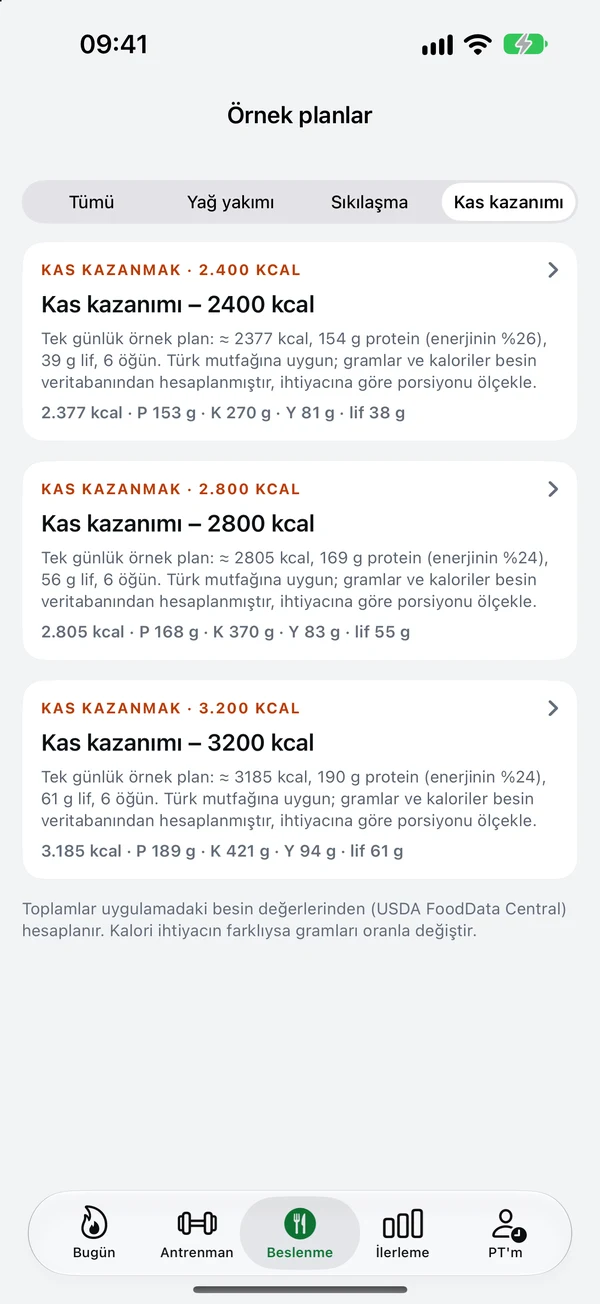 09:41
Örnek planlar
Tümü
Yağ yakımı
Sıkılaşma
Kas kazanımı
KAS KAZANMAK · 2.400 KCAL
Kas kazanımı – 2400 kcal
Tek günlük örnek plan: ≈ 2377 kcal, 154 g protein (enerjinin %26),
39 g lif, 6 öğün. Türk mutfağına uygun; gramlar ve kaloriler besin
veritabanından hesaplanmıştır, ihtiyacına göre porsiyonu ölçekle.
2.377 kcal · P 153 g · K 270 g · Y 81 g · lif 38 g
KAS KAZANMAK · 2.800 KCAL
Kas kazanımı – 2800 kcal
Tek günlük örnek plan: ≈ 2805 kcal, 169 g protein (enerjinin %24),
56 g lif, 6 öğün. Türk mutfağına uygun; gramlar ve kaloriler besin
veritabanından hesaplanmıştır, ihtiyacına göre porsiyonu ölçekle.
2.805 kcal · P 168 g · K 370 g · Y 83 g · lif 55 g
KAS KAZANMAK · 3.200 KCAL
Kas kazanımı – 3200 kcal
Tek günlük örnek plan: ≈ 3185 kcal, 190 g protein (enerjinin %24),
61 g lif, 6 öğün. Türk mutfağına uygun; gramlar ve kaloriler besin
veritabanından hesaplanmıştır, ihtiyacına göre porsiyonu ölçekle.
3.185 kcal · P 189 g · K 421 g · Y 94 g · lif 61 g
Toplamlar uygulamadaki besin değerlerinden (USDA FoodData Central)
hesaplanır. Kalori ihtiyacın farklıysa gramları oranla değiştir.
Bugün
Antrenman
Beslenme
İlerleme
PT'm